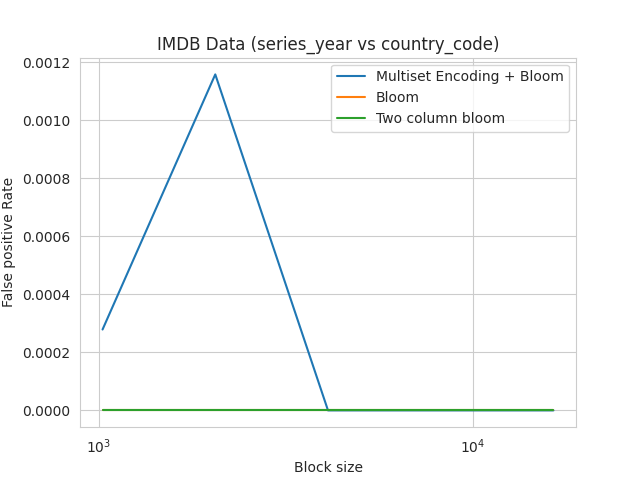 IMDB Data (series_year vs country_code)
Multiset Encoding + Bloom
Bloom
Two column bloom
False positive Rate
0.0012
0.0010
0.0008
0.0006
0.0004
0.0002
0.0000
10³ 10⁴
Block size